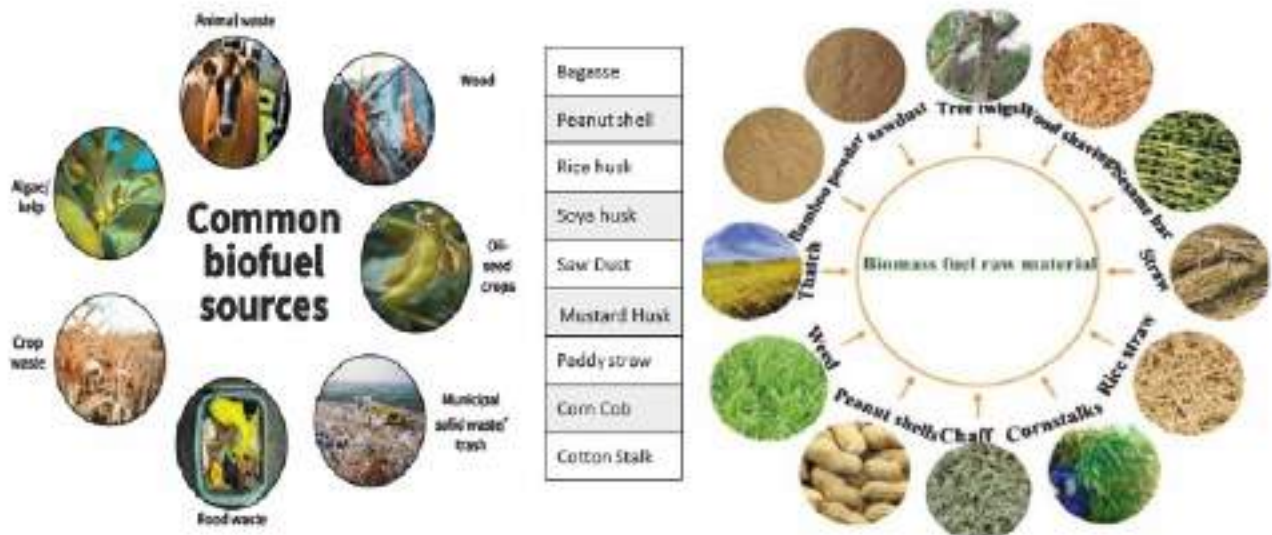 Animal waste
Wood
Algae/
kelp
Common
biofuel
sources
Oil-
seed
crops
Crop
waste
Municipal
solid waste/
trash
Food waste
Bagasse
Peanut shell
Rice husk
Soya husk
Saw Dust
Mustard Husk
Paddy straw
Corn Cob
Cotton Stalk
Biomass fuel raw material
Tree twigs
Wood shavings
Sesame bar
Straw
Rice straw
Cornstalks
Chaff
Peanut shells
Weed
Thatch
Bamboo powder
sawdust